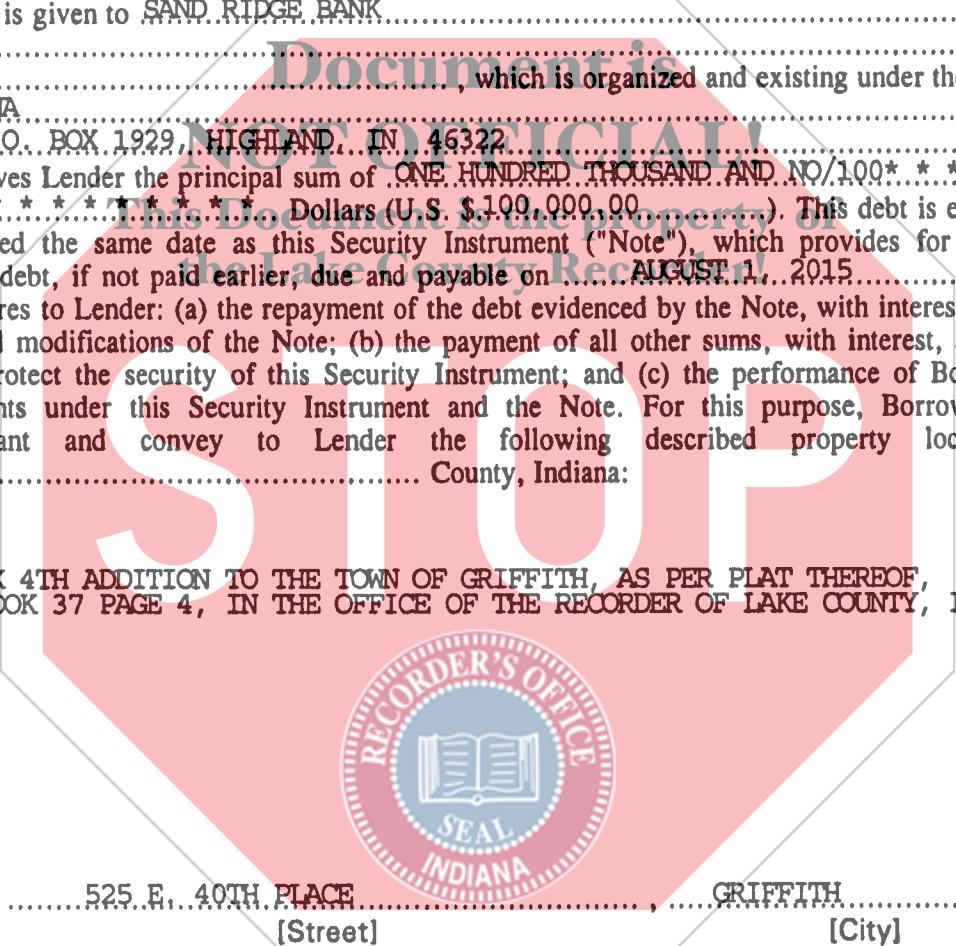 is given to SAND RIDGE BANK
Document is
, which is organized and existing under the
TA
O. BOX 1929, HIGHLAND, IN 46322
NOT OFFICIAL!
ves Lender the principal sum of ONE HUNDRED THOUSAND AND NO/100* * * *
* * * * * * * * * Dollars (U.S. $ 100,000.00 ). This debt is e
This Document is the property of
ed the same date as this Security Instrument ("Note"), which provides for
debt, if not paid earlier, due and payable on AUGUST 1, 2015
the Lake County Recorder!
res to Lender: (a) the repayment of the debt evidenced by the Note, with interes
modifications of the Note; (b) the payment of all other sums, with interest,
rotect the security of this Security Instrument; and (c) the performance of Bo
nts under this Security Instrument and the Note. For this purpose, Borrow
ant and convey to Lender the following described property loc
County, Indiana:
STOP
K 4TH ADDITION TO THE TOWN OF GRIFFITH, AS PER PLAT THEREOF,
OOK 37 PAGE 4, IN THE OFFICE OF THE RECORDER OF LAKE COUNTY, I
RECORDER'S OFFICE
SEAL
INDIANA
525 E. 40TH PLACE , GRIFFITH
[Street] [City]